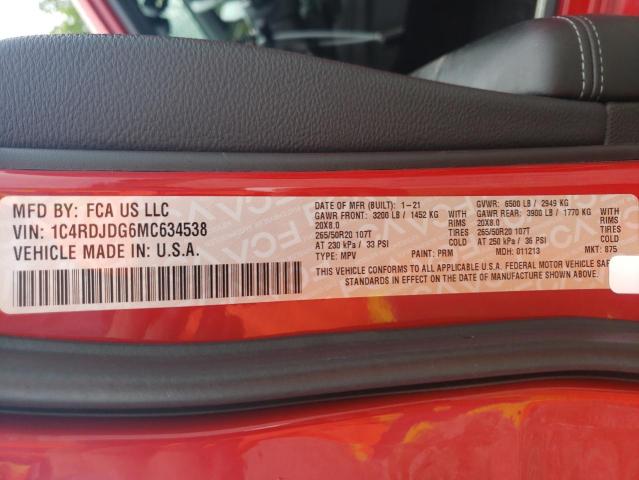 MFD BY: FCA US LLC
VIN: 1C4RDJDG6MC634538
VEHICLE MADE IN: U.S.A.
DATE OF MFR (BUILT): 1-21 GVWR: 6500 LB / 2949 KG
GAWR FRONT: 3200 LB / 1452 KG WITH GAWR REAR: 3900 LB / 1770 KG WITH
20X8.0 RIMS 20X8.0 RIMS
265/50R20 107T TIRES 265/50R20 107T TIRES
AT 230 kPa / 33 PSI COLD AT 250 kPa / 36 PSI COLD
TYPE: MPV PAINT: PRM MDH: 011213 MKT: 875
THIS VEHICLE CONFORMS TO ALL APPLICABLE U.S.A. FEDERAL MOTOR VEHICLE SAF
STANDARDS IN EFFECT ON THE DATE OF MANUFACTURE SHOWN ABOVE.